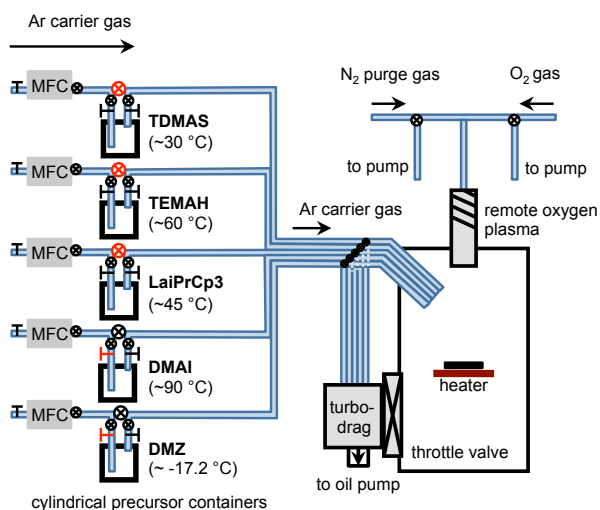 Ar carrier gas
MFC
TDMAS
(~30 °C)
MFC
TEMAH
(~60 °C)
MFC
LaiPrCp3
(~45 °C)
MFC
DMAI
(~90 °C)
MFC
DMZ
(~ -17.2 °C)
cylindrical precursor containers
Ar carrier gas
N₂ purge gas
O₂ gas
to pump
to pump
remote oxygen
plasma
heater
turbo-
drag
throttle valve
to oil pump